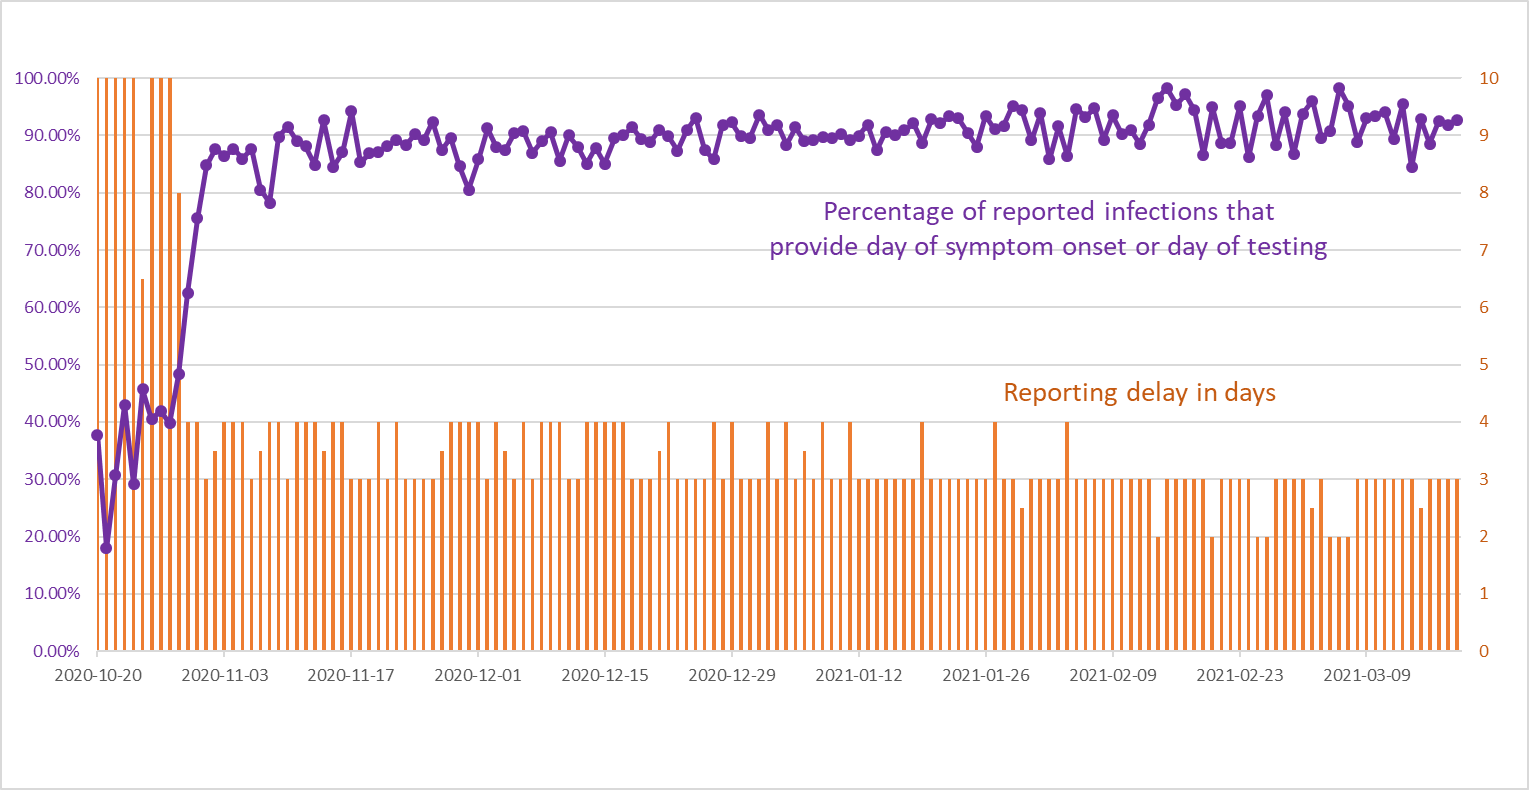 100.00% 10
90.00% 9
80.00% 8
Percentage of reported infections that
provide day of symptom onset or day of testing
70.00% 7
60.00% 6
50.00% 5
Reporting delay in days
40.00% 4
30.00% 3
20.00% 2
10.00% 1
0.00% 0
2020-10-20 2020-11-03 2020-11-17 2020-12-01 2020-12-15 2020-12-29 2021-01-12 2021-01-26 2021-02-09 2021-02-23 2021-03-09